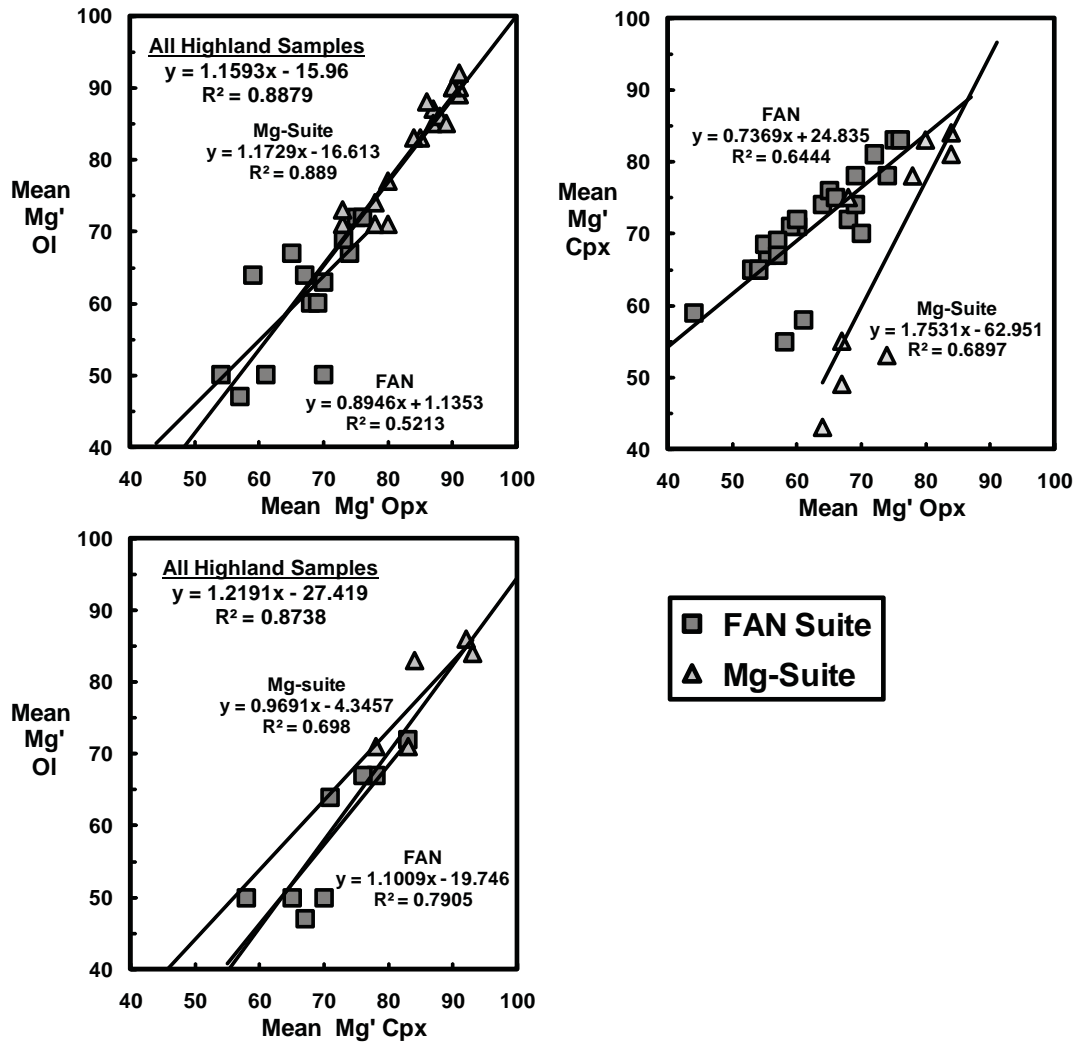 100
90
80
70
60
50
40
Mean
Mg'
Ol
All Highland Samples
y = 1.1593x - 15.96
R² = 0.8879
Mg-Suite
y = 1.1729x - 16.613
R² = 0.889
FAN
y = 0.8946x + 1.1353
R² = 0.5213
40 50 60 70 80 90 100
Mean Mg' Opx
100
90
80
70
60
50
40
Mean
Mg'
Cpx
FAN
y = 0.7369x + 24.835
R² = 0.6444
Mg-Suite
y = 1.7531x - 62.951
R² = 0.6897
40 50 60 70 80 90 100
Mean Mg' Opx
100
90
80
70
60
50
40
Mean
Mg'
Ol
All Highland Samples
y = 1.2191x - 27.419
R² = 0.8738
Mg-suite
y = 0.9691x - 4.3457
R² = 0.698
FAN
y = 1.1009x - 19.746
R² = 0.7905
40 50 60 70 80 90 100
Mean Mg' Cpx
FAN Suite
Mg-Suite